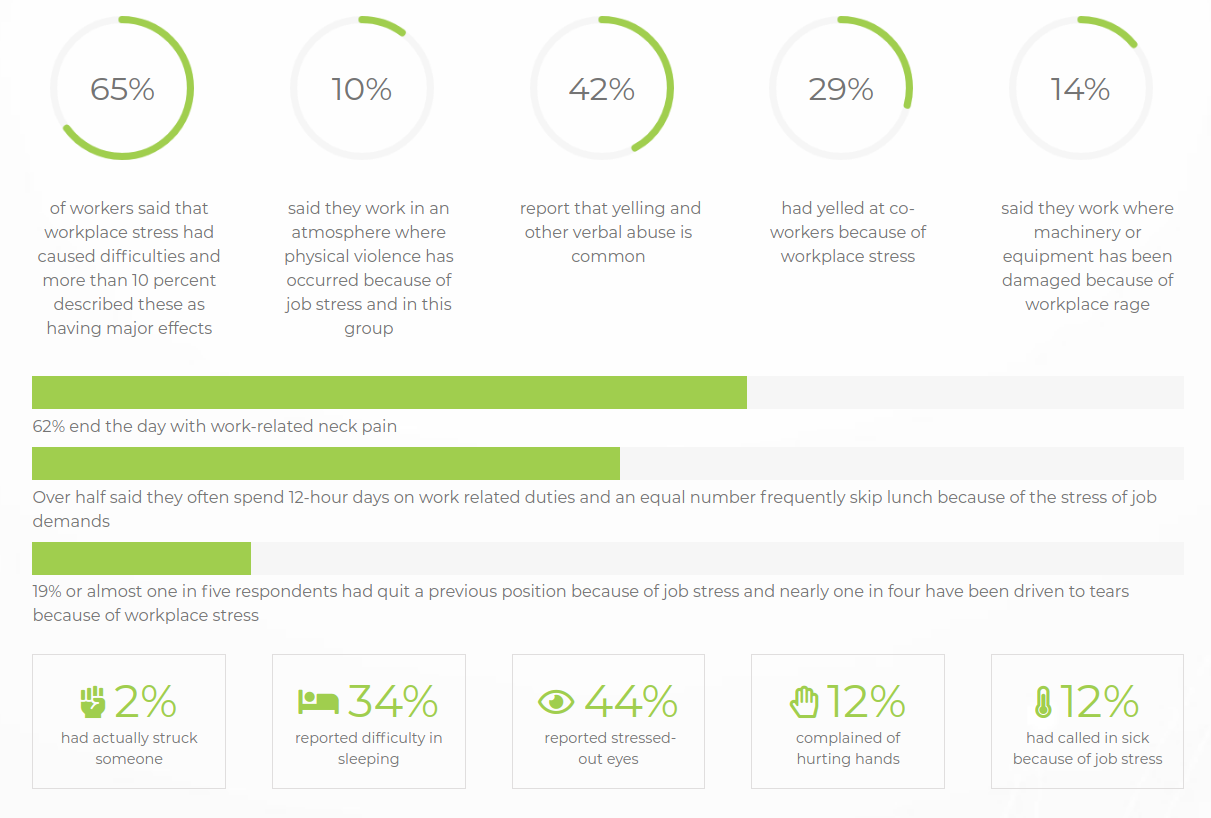 65%
10%
42%
29%
14%
of workers said that
workplace stress had
caused difficulties and
more than 10 percent
described these as
having major effects
said they work in an
atmosphere where
physical violence has
occurred because of
job stress and in this
group
report that yelling and
other verbal abuse is
common
had yelled at co-
workers because of
workplace stress
said they work where
machinery or
equipment has been
damaged because of
workplace rage
62% end the day with work-related neck pain
Over half said they often spend 12-hour days on work related duties and an equal number frequently skip lunch because of the stress of job
demands
19% or almost one in five respondents had quit a previous position because of job stress and nearly one in four have been driven to tears
because of workplace stress
2%
had actually struck
someone
34%
reported difficulty in
sleeping
44%
reported stressed-
out eyes
12%
complained of
hurting hands
12%
had called in sick
because of job stress